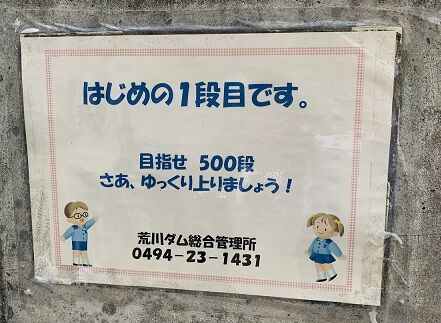 はじめの1段目です。
目指せ 500段
さあ、ゆっくり上りましょう!
荒川ダム総合管理所
0494-23-1431